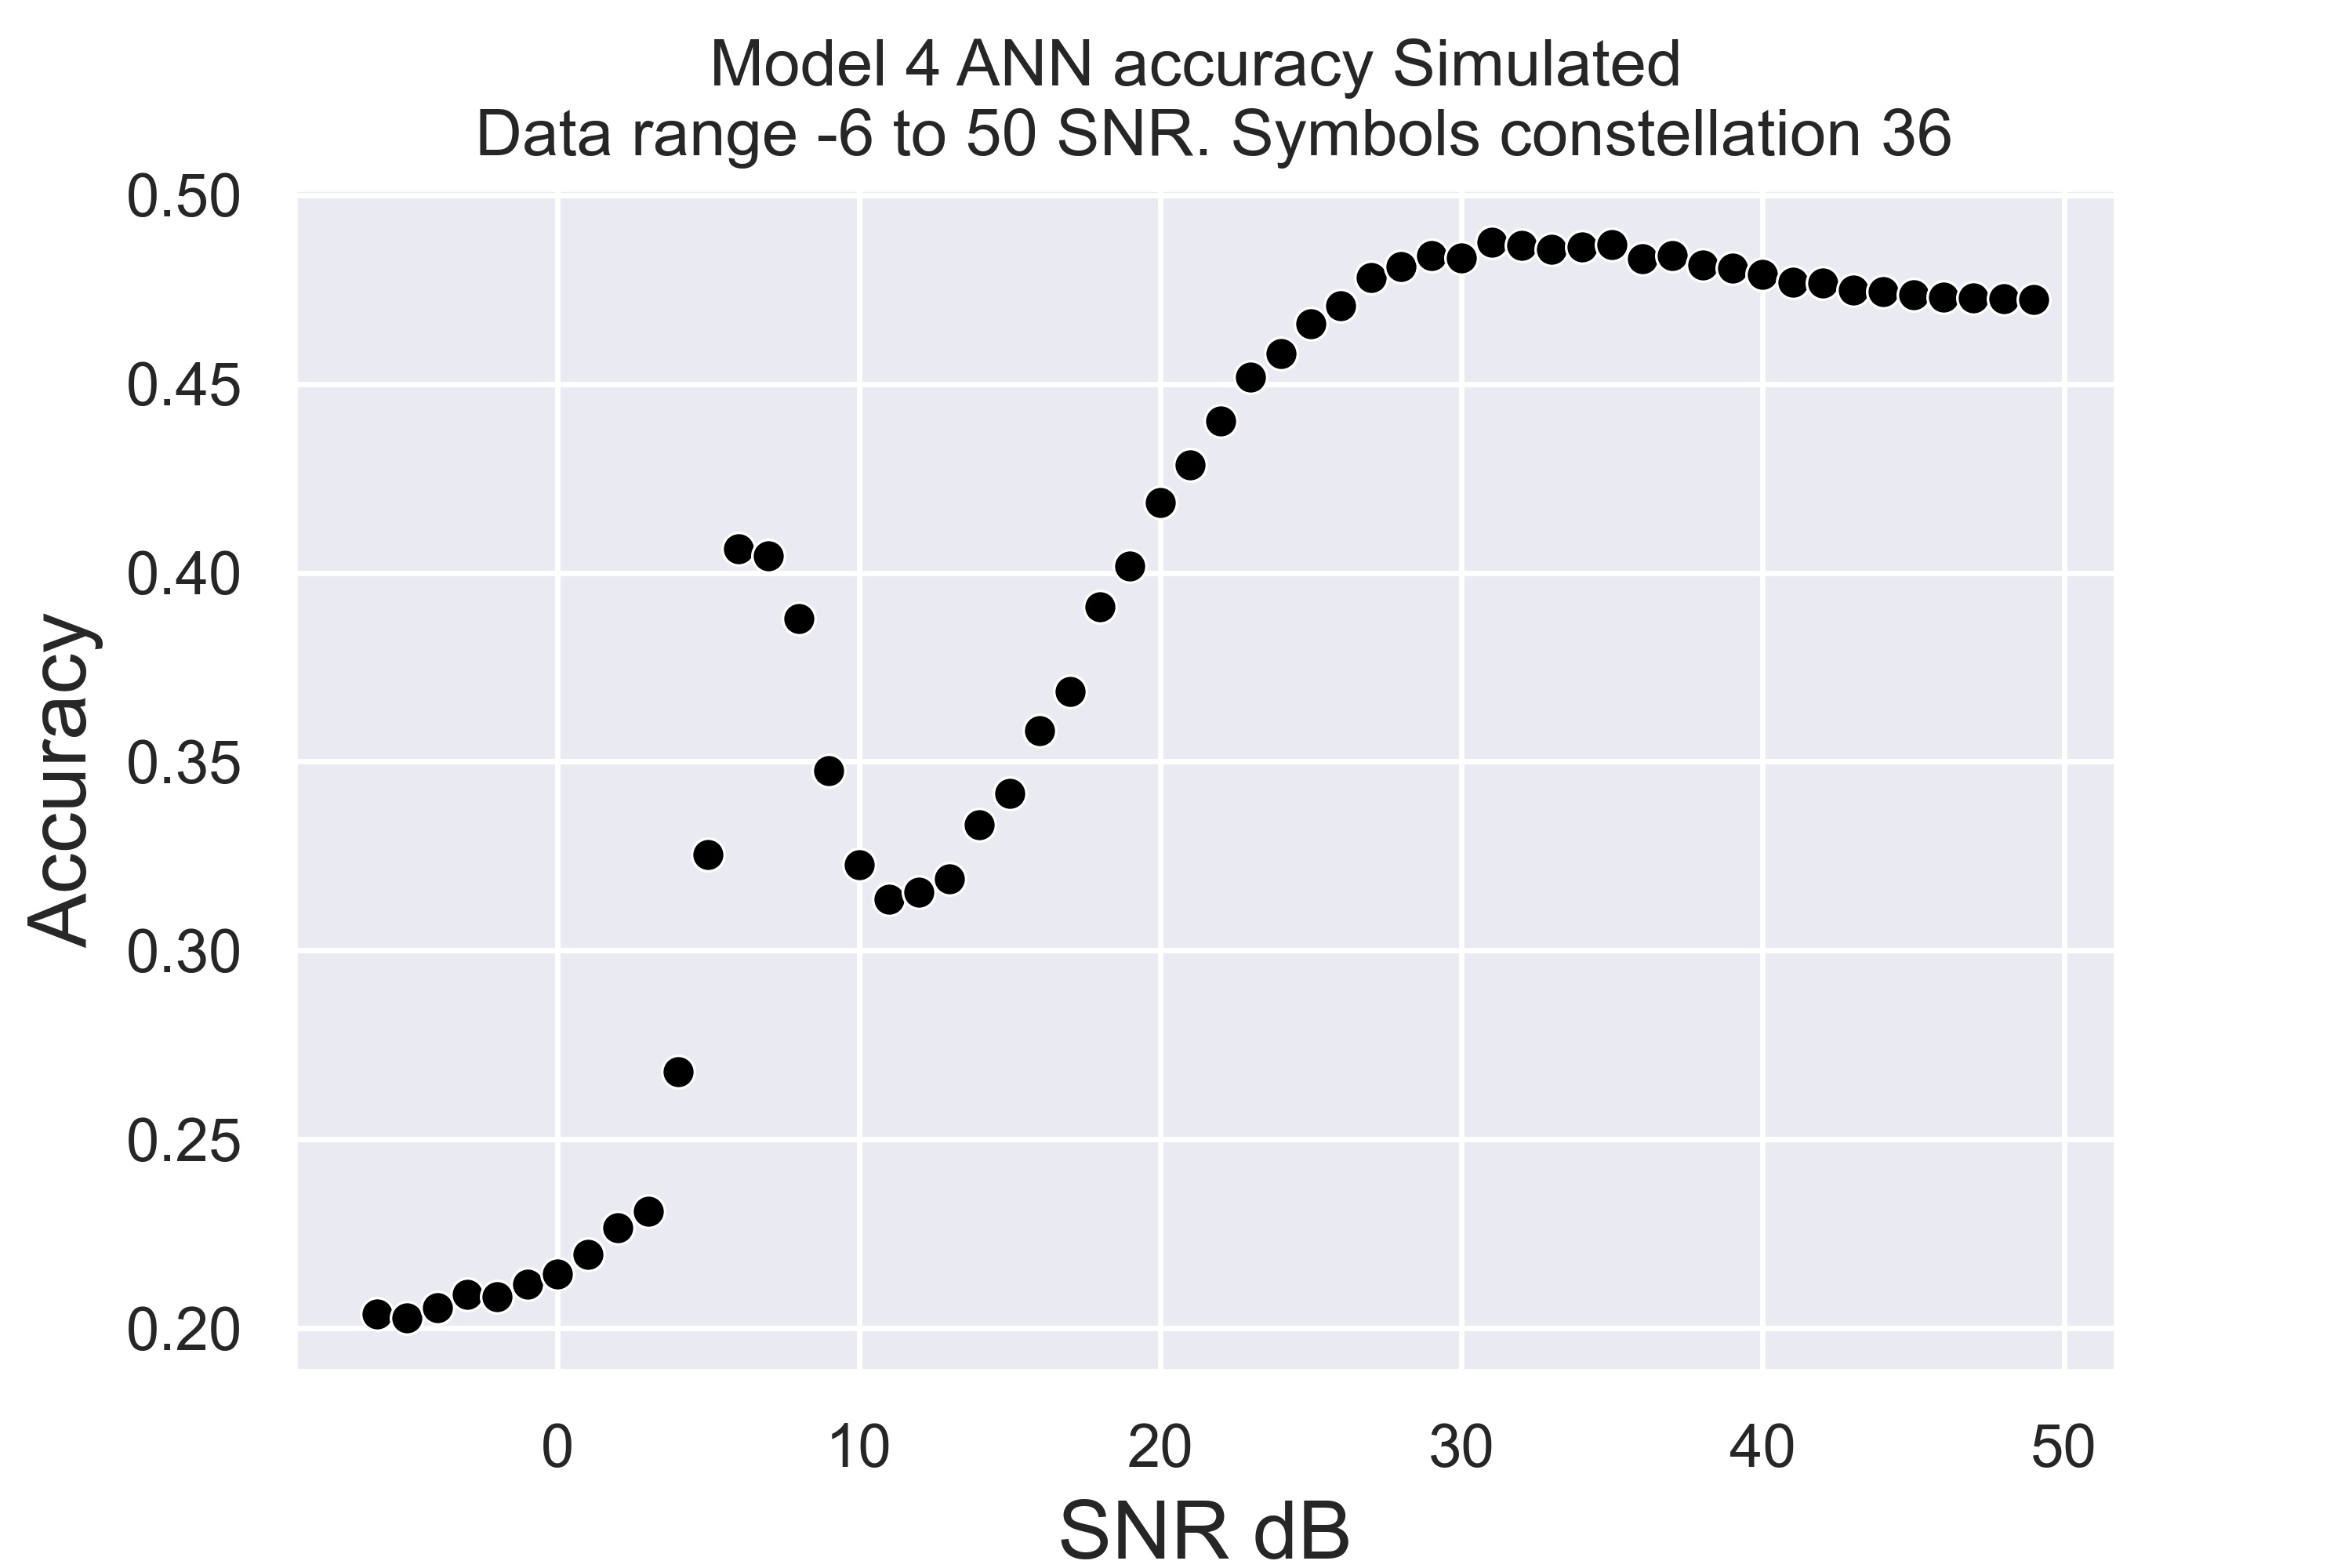 Model 4 ANN accuracy Simulated
Data range -6 to 50 SNR. Symbols constellation 36
0.50
0.45
0.40
0.35
0.30
0.25
0.20
Accuracy
0 10 20 30 40 50
SNR dB